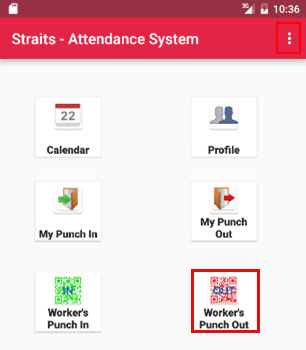 3G 10:36
Straits - Attendance System
22
Calendar
Profile
My Punch In
My Punch
Out
IN
Worker's
Punch In
OUT
Worker's
Punch Out